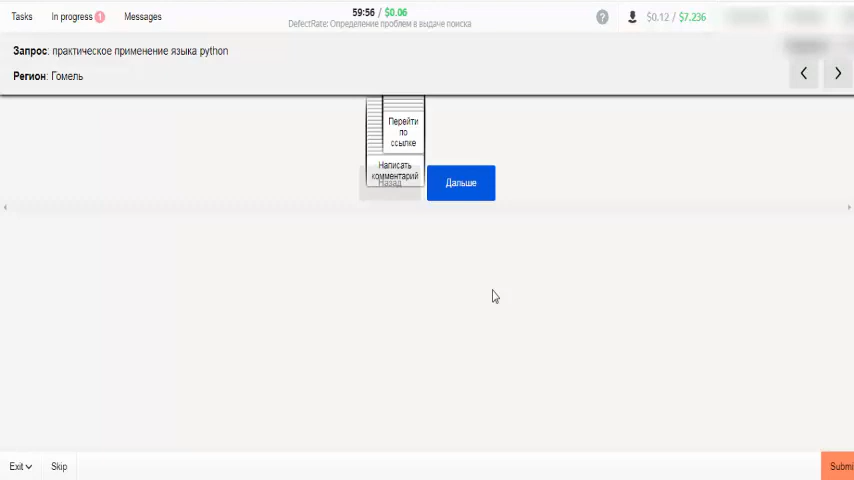 Tasks In progress 1 Messages 59:56 / $0.06 ? $0.12 / $7.236
DefectRate: Определение проблем в выдаче поиска
Запрос: практическое применение языка python
Регион: Гомель
Перейти
по
ссылке
Написать
комментарий
Назад Дальше
Exit Skip Submi